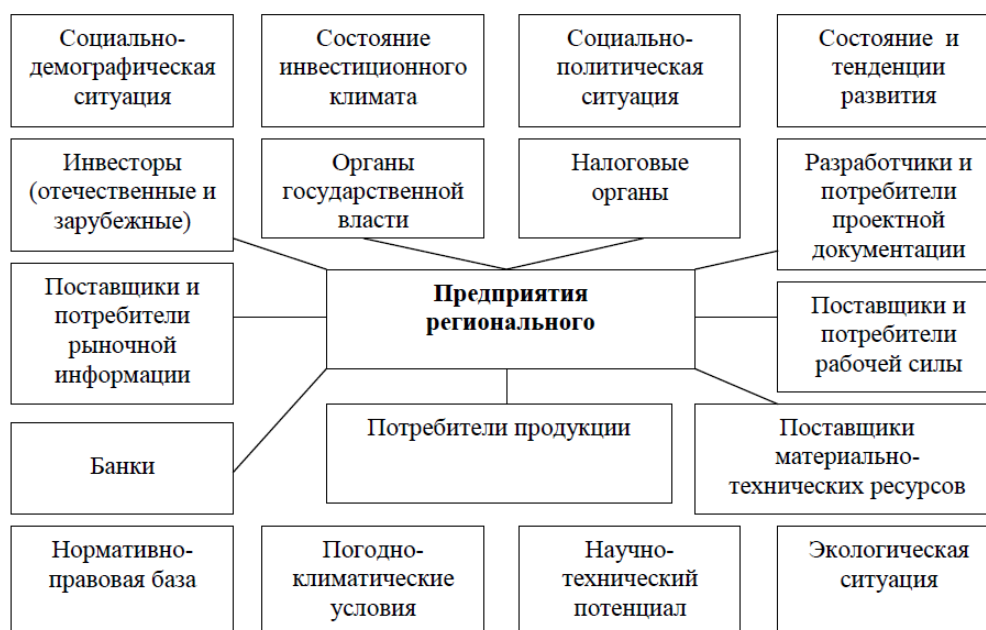 Социально-
демографическая
ситуация
Состояние
инвестиционного
климата
Социально-
политическая
ситуация
Состояние и
тенденции
развития
Инвесторы
(отечественные и
зарубежные)
Органы
государственной
власти
Налоговые
органы
Разработчики и
потребители
проектной
документации
Поставщики и
потребители
рыночной
информации
Предприятия
регионального
Поставщики и
потребители
рабочей силы
Банки
Потребители продукции
Поставщики
материально-
технических ресурсов
Нормативно-
правовая база
Погодно-
климатические
условия
Научно-
технический
потенциал
Экологическая
ситуация